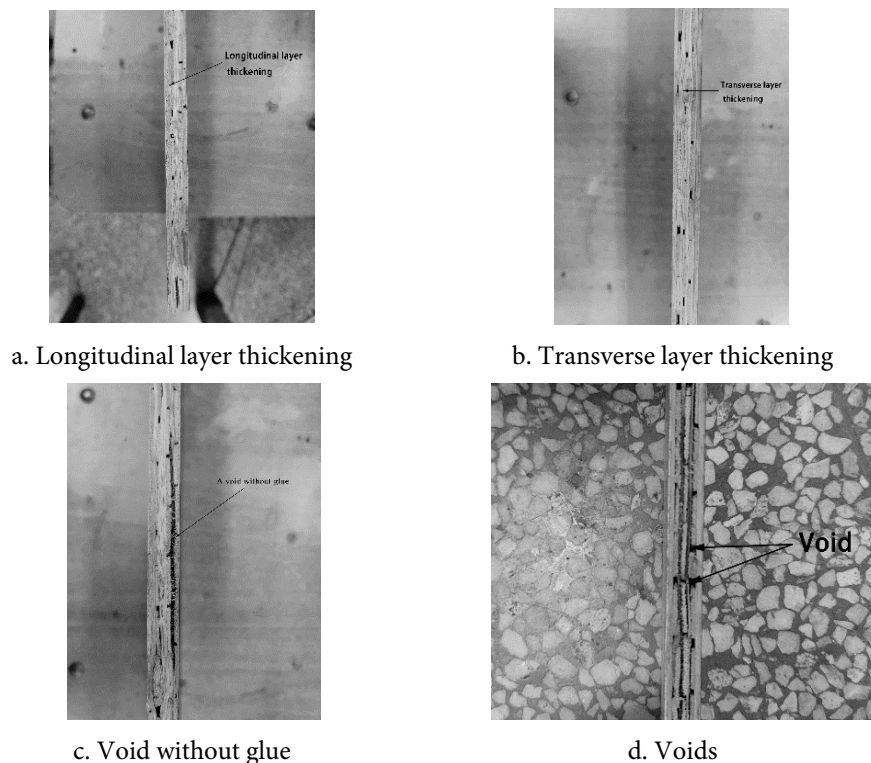 Longitudinal layer
thickening
Transverse layer
thickening
a. Longitudinal layer thickening
b. Transverse layer thickening
A void without glue
Void
c. Void without glue
d. Voids